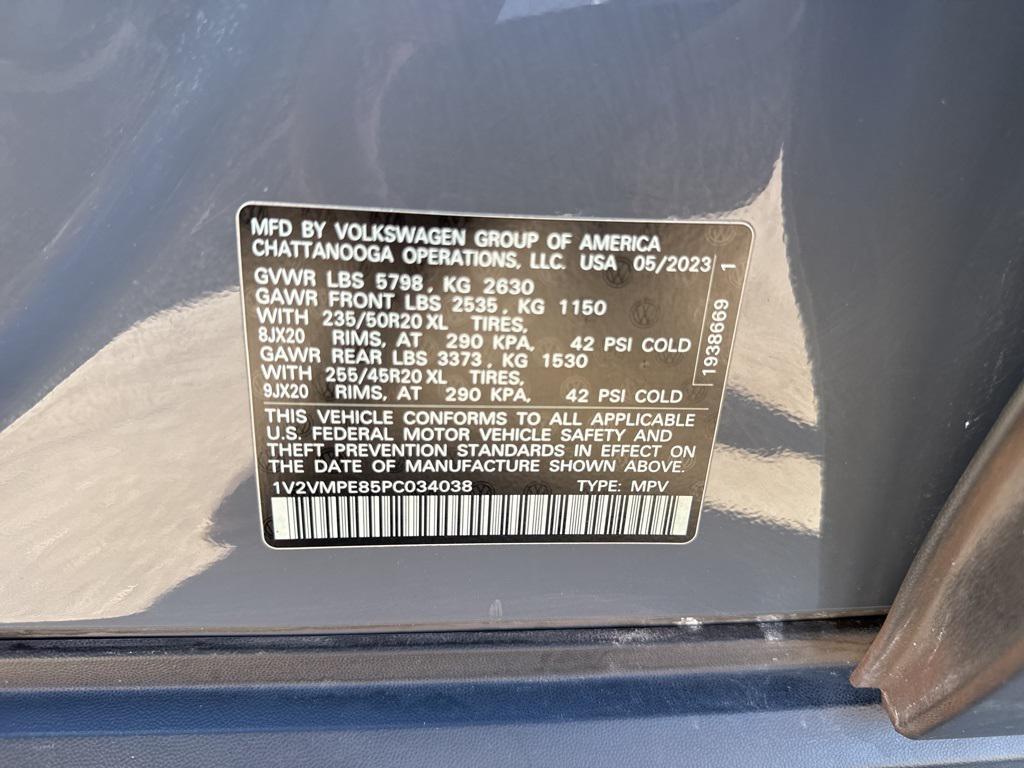 MFD BY VOLKSWAGEN GROUP OF AMERICA
CHATTANOOGA OPERATIONS, LLC. USA 05/2023
GVWR LBS 5798, KG 2630
GAWR FRONT LBS 2535, KG 1150
WITH 235/50R20 XL TIRES,
8JX20 RIMS, AT 290 KPA, 42 PSI COLD
GAWR REAR LBS 3373, KG 1530
WITH 255/45R20 XL TIRES,
9JX20 RIMS, AT 290 KPA, 42 PSI COLD
THIS VEHICLE CONFORMS TO ALL APPLICABLE
U.S. FEDERAL MOTOR VEHICLE SAFETY AND
THEFT PREVENTION STANDARDS IN EFFECT ON
THE DATE OF MANUFACTURE SHOWN ABOVE.
1V2VMPE85PC034038 TYPE: MPV
19386669 1